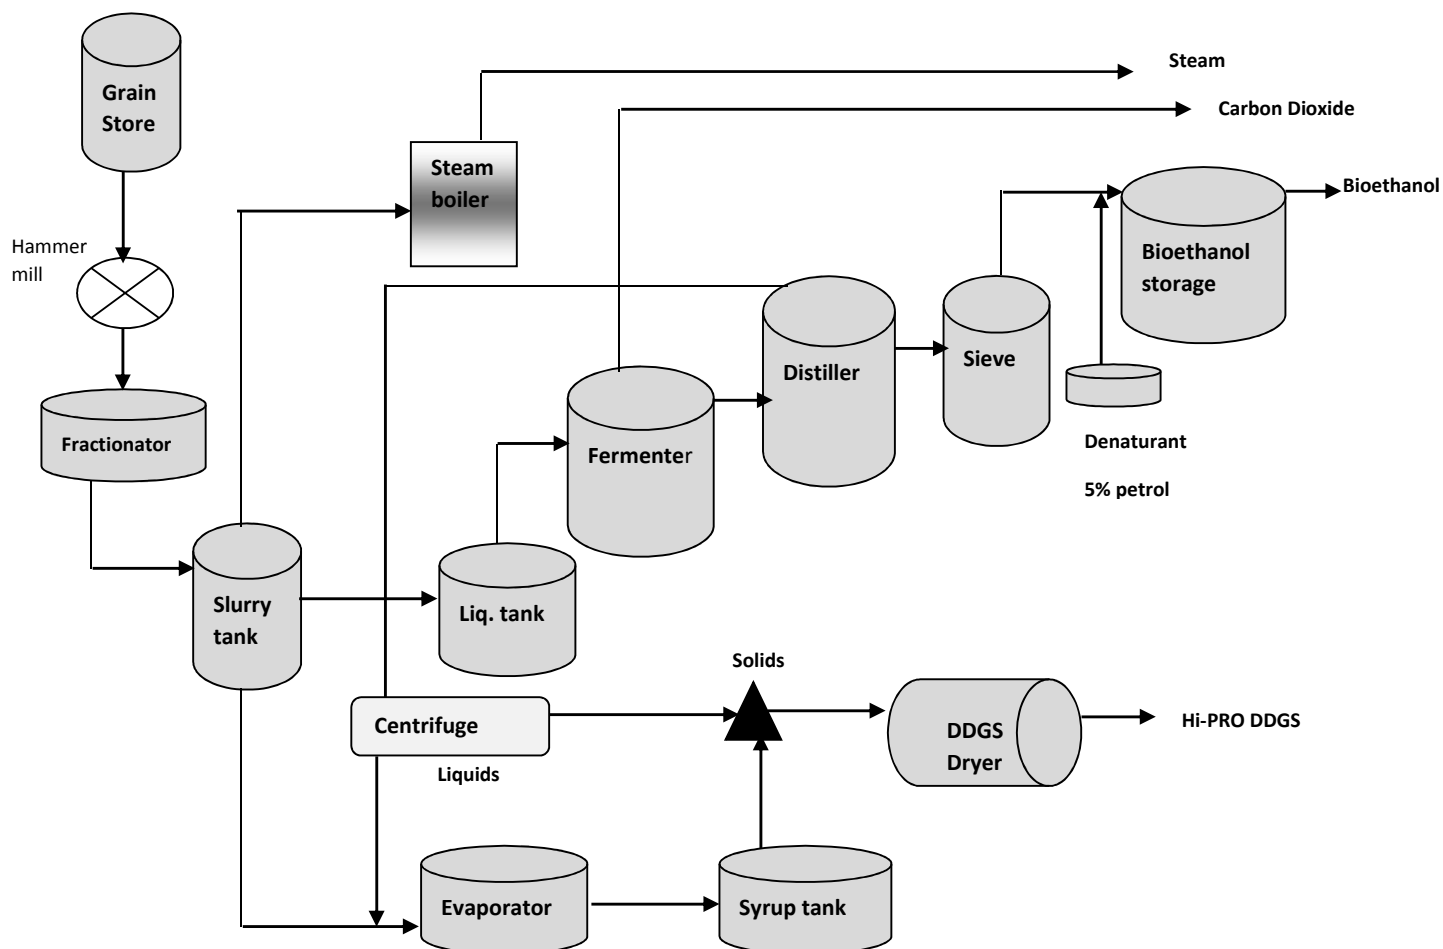 Grain
Store
Steam
Carbon Dioxide
Steam
boiler
Bioethanol
Hammer
mill
Bioethanol
storage
Distiller
Sieve
Fractionator
Fermenter
Denaturant
5% petrol
Slurry
tank
Liq. tank
Solids
Centrifuge
Liquids
DDGS
Dryer
Hi-PRO DDGS
Evaporator
Syrup tank